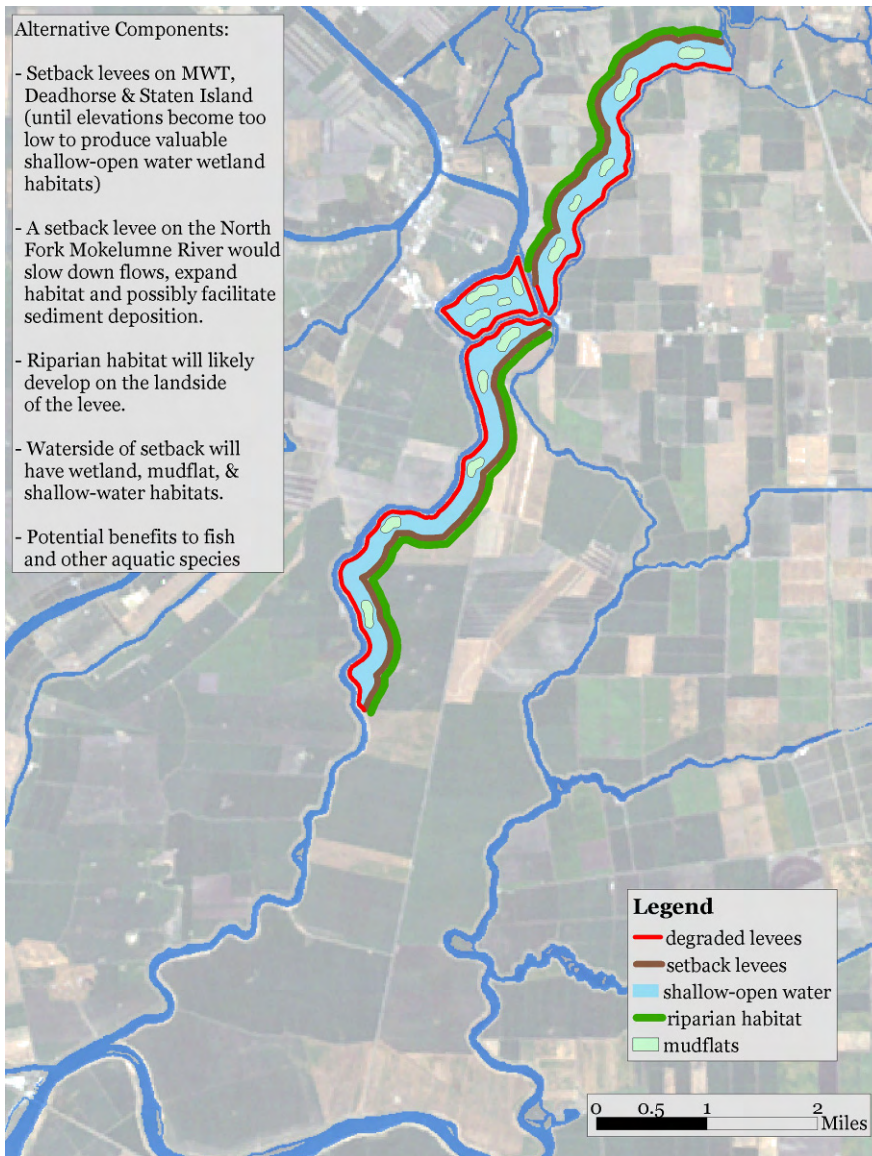 Alternative Components:
- Setback levees on MWT,
Deadhorse & Staten Island
(until elevations become too
low to produce valuable
shallow-open water wetland
habitats)
- A setback levee on the North
Fork Mokelumne River would
slow down flows, expand
habitat and possibly facilitate
sediment deposition.
- Riparian habitat will likely
develop on the landside
of the levee.
- Waterside of setback will
have wetland, mudflat, &
shallow-water habitats.
- Potential benefits to fish
and other aquatic species
Legend
degraded levees
setback levees
shallow-open water
riparian habitat
mudflats
0 0.5 1 2
Miles